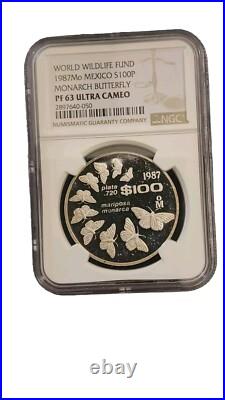 WORLD WILDLIFE FUND
1987Mo MEXICO S100P
MONARCH BUTTERFLY
PF 63 ULTRA CAMEO
2897640-050
NUMISMATIC GUARANTY COMPANY
NGC
1987
plata
.720
$100
mariposa
monarca
oM